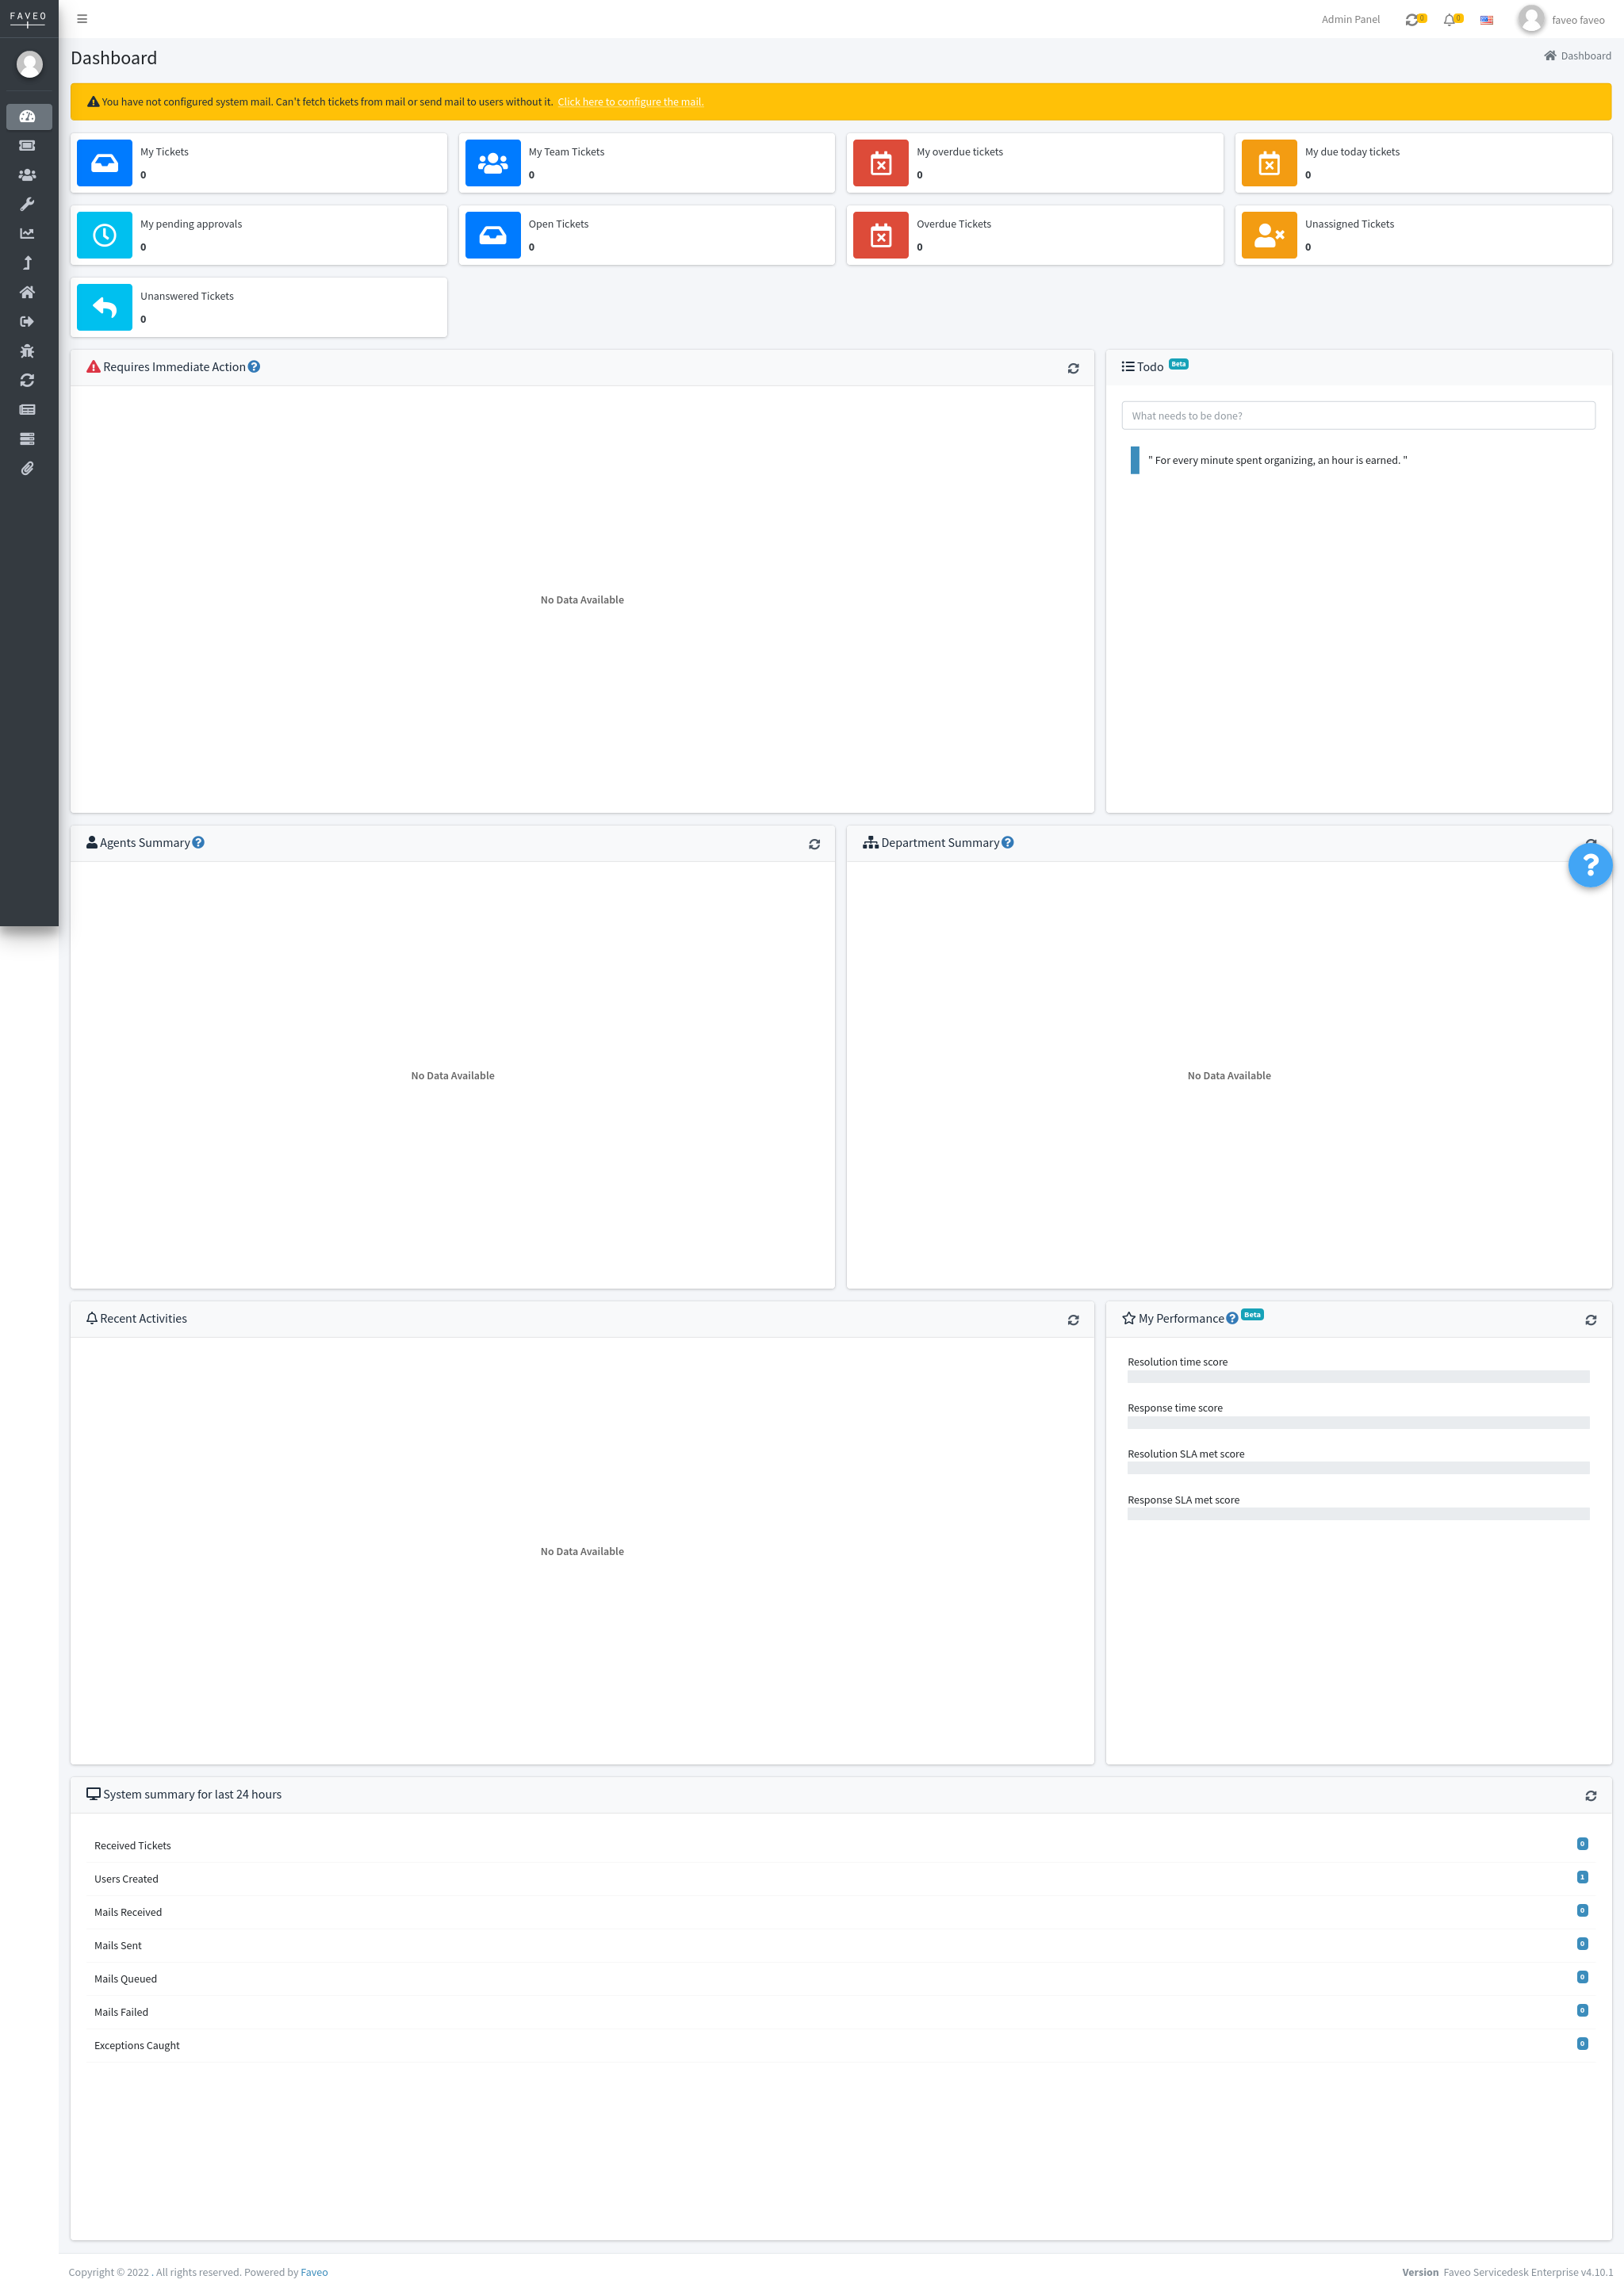 FAVEO
Admin Panel 0 0 faveo faveo
Dashboard
Dashboard
You have not configured system mail. Can't fetch tickets from mail or send mail to users without it. Click here to configure the mail.
My Tickets
0
My Team Tickets
0
My overdue tickets
0
My due today tickets
0
My pending approvals
0
Open Tickets
0
Overdue Tickets
0
Unassigned Tickets
0
Unanswered Tickets
0
Requires Immediate Action
No Data Available
Todo Beta
What needs to be done?
" For every minute spent organizing, an hour is earned. "
Agents Summary
No Data Available
Department Summary
No Data Available
Recent Activities
No Data Available
My Performance Beta
Resolution time score
Response time score
Resolution SLA met score
Response SLA met score
System summary for last 24 hours
Received Tickets 0
Users Created 1
Mails Received 0
Mails Sent 0
Mails Queued 0
Mails Failed 0
Exceptions Caught 0
Copyright © 2022 . All rights reserved. Powered by Faveo
Version Faveo Servicedesk Enterprise v4.10.1